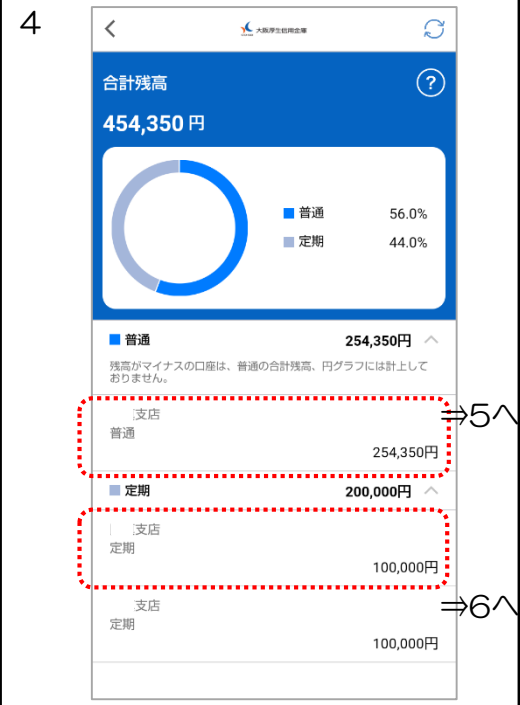 4
大阪厚生信用金庫
合計残高
?
454,350 円
普通 56.0%
定期 44.0%
普通 254,350円
残高がマイナスの口座は、普通の合計残高、円グラフには計上して
おりません。
支店
⇒5へ
普通
254,350円
定期 200,000円
支店
定期
100,000円
支店
⇒6へ
定期
100,000円